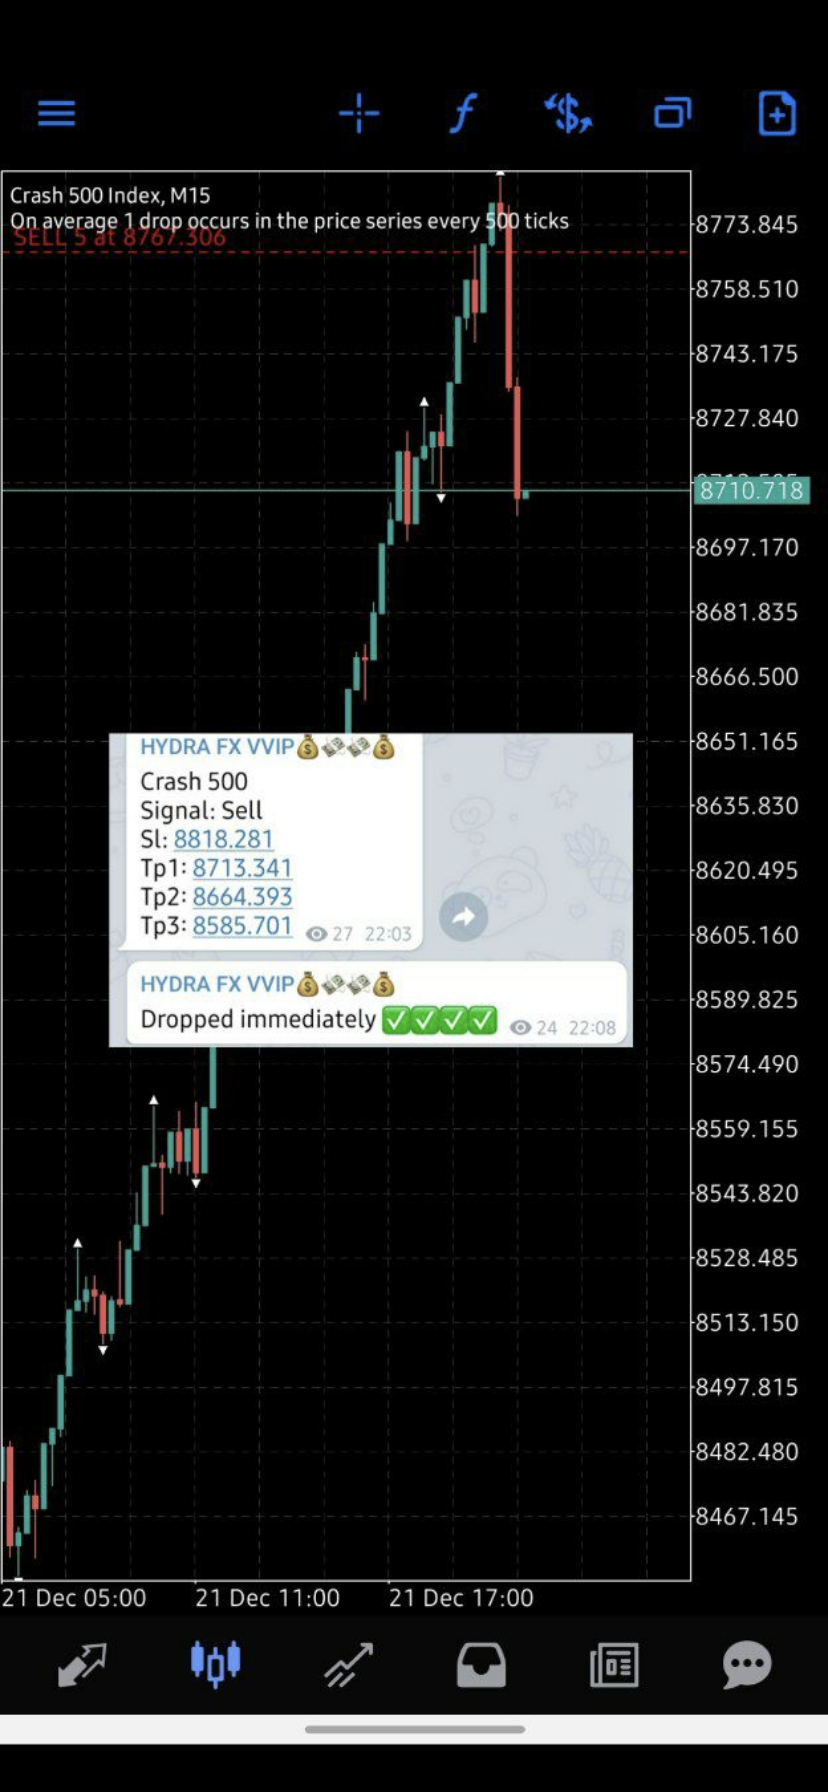 Crash 500 Index, M15
On average 1 drop occurs in the price series every 500 ticks
SELL 5 at 8767.306
8773.845
8758.510
8743.175
8727.840
8710.718
8697.170
8681.835
8666.500
8651.165
8635.830
8620.495
8605.160
8589.825
8574.490
8559.155
8543.820
8528.485
8513.150
8497.815
8482.480
8467.145
HYDRA FX VVIP💰💸💸💰
Crash 500
Signal: Sell
Sl: 8818.281
Tp1: 8713.341
Tp2: 8664.393
Tp3: 8585.701
27 22:03
HYDRA FX VVIP💰💸💸💰
Dropped immediately ✅✅✅✅
24 22:08
21 Dec 05:00 21 Dec 11:00 21 Dec 17:00